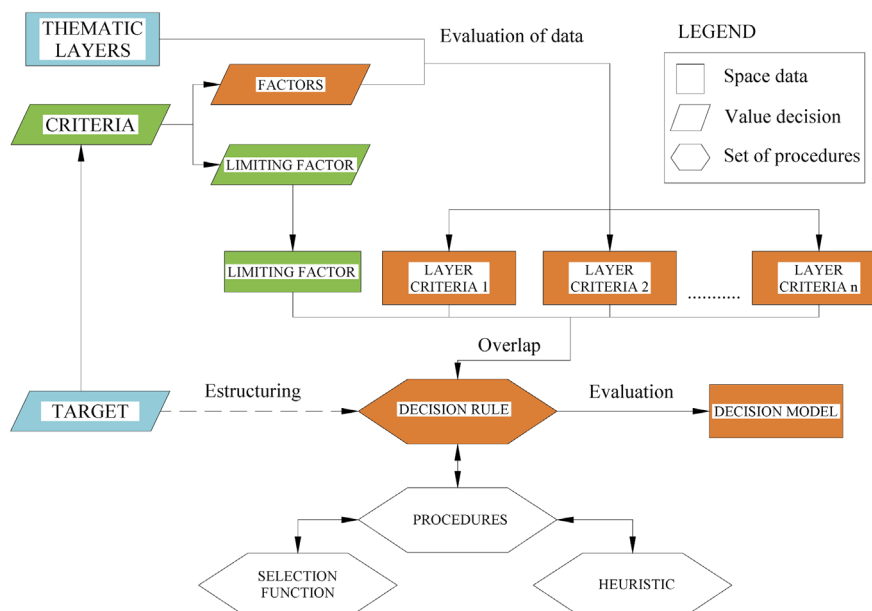 THEMATIC
LAYERS
Evaluation of data
LEGEND
Space data
Value decision
Set of procedures
FACTORS
CRITERIA
LIMITING FACTOR
LIMITING FACTOR
LAYER
CRITERIA 1
LAYER
CRITERIA 2
...........
LAYER
CRITERIA n
Overlap
TARGET
Estructuring
DECISION RULE
Evaluation
DECISION MODEL
PROCEDURES
SELECTION
FUNCTION
HEURISTIC